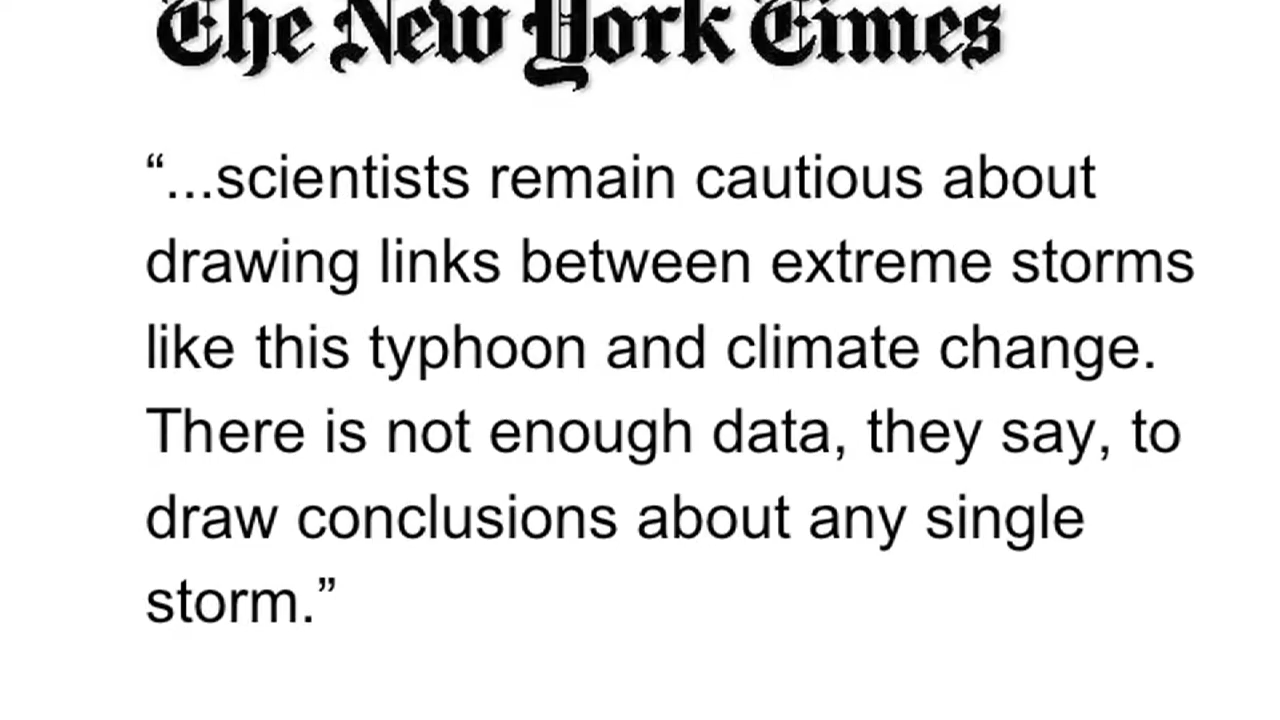 The New York Times
“...scientists remain cautious about
drawing links between extreme storms
like this typhoon and climate change.
There is not enough data, they say, to
draw conclusions about any single
storm.”